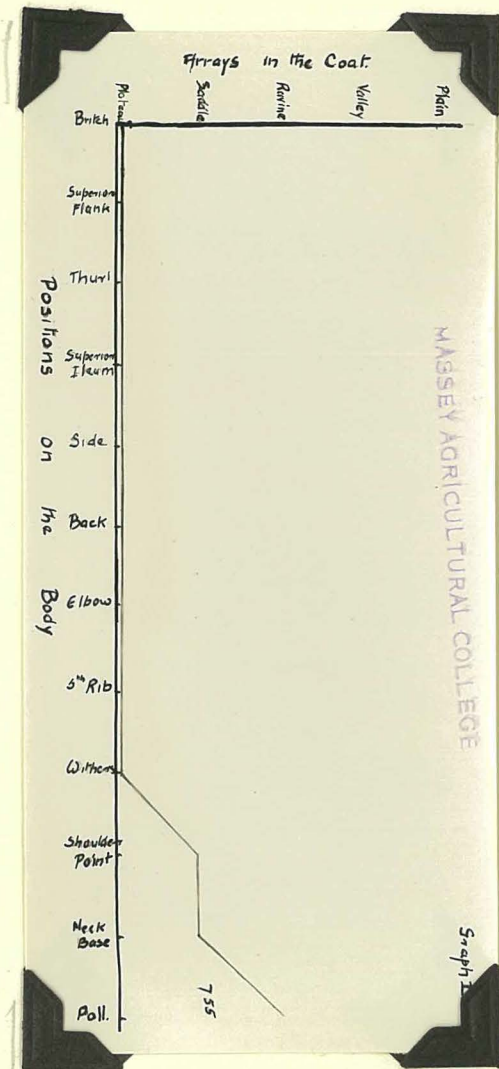 Arrays in the Coat.
Plateau
Saddle
Ravine
Valley
Plain
Britch
Superior
Flank
Thurl
Superior
Ileum
Side
Back
Elbow
5th Rib
Withers
Shoulder
Point
Neck
Base
Poll.
Positions on the Body
MASSEY AGRICULTURAL COLLEGE
755
Graph I